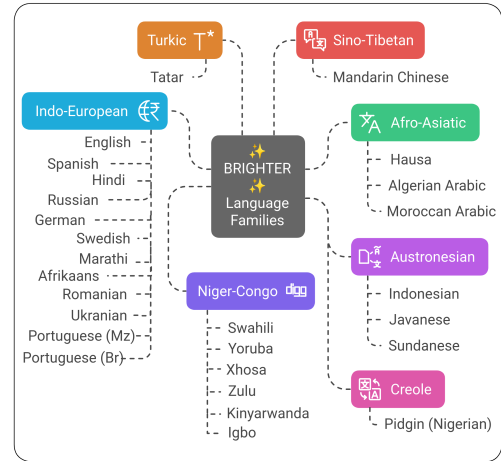 Turkic
Tatar
Sino-Tibetan
Mandarin Chinese
Indo-European
English
Spanish
Hindi
Russian
German
Swedish
Marathi
Afrikaans
Romanian
Ukranian
Portuguese (Mz)
Portuguese (Br)
BRIGHTER
Language
Families
Afro-Asiatic
Hausa
Algerian Arabic
Moroccan Arabic
Austronesian
Indonesian
Javanese
Sundanese
Niger-Congo digg
Swahili
Yoruba
Xhosa
Zulu
Kinyarwanda
Igbo
Creole
Pidgin (Nigerian)